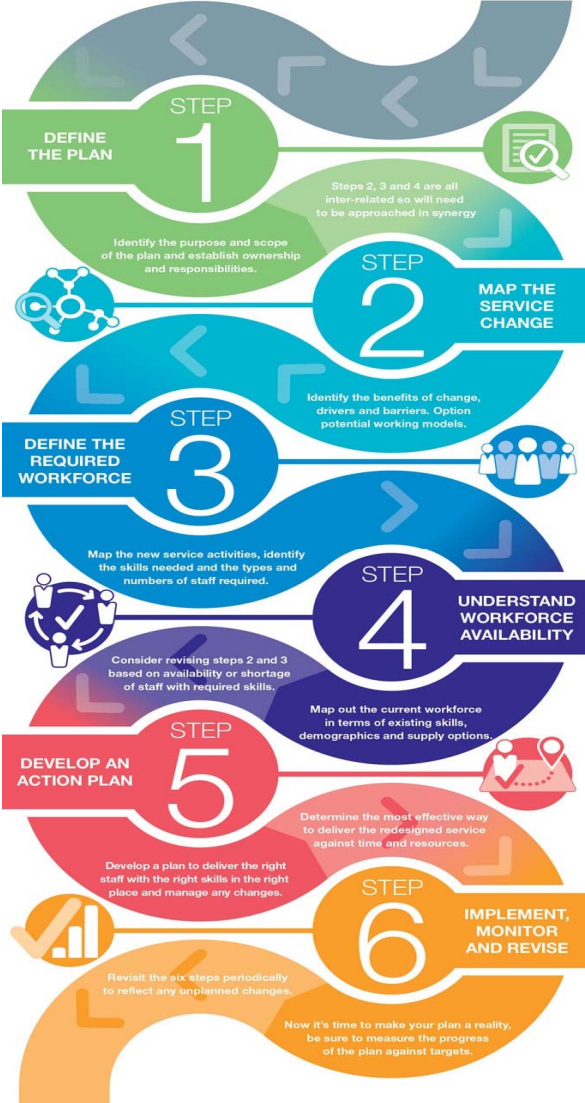 STEP
1
DEFINE
THE PLAN
Identify the purpose and scope
of the plan and establish ownership
and responsibilities.
Steps 2, 3 and 4 are all
inter-related so will need
to be approached in synergy
STEP
2
MAP THE
SERVICE
CHANGE
Identify the benefits of change,
drivers and barriers. Option
potential working models.
STEP
3
DEFINE THE
REQUIRED
WORKFORCE
Map the new service activities, identify
the skills needed and the types and
numbers of staff required.
STEP
4
UNDERSTAND
WORKFORCE
AVAILABILITY
Map out the current workforce
in terms of existing skills,
demographics and supply options.
Consider revising steps 2 and 3
based on availability or shortage
of staff with required skills.
STEP
5
DEVELOP AN
ACTION PLAN
Develop a plan to deliver the right
staff with the right skills in the right
place and manage any changes.
Determine the most effective way
to deliver the redesigned service
against time and resources.
STEP
6
IMPLEMENT,
MONITOR
AND REVISE
Now it's time to make your plan a reality,
be sure to measure the progress
of the plan against targets.
Revisit the six steps periodically
to reflect any unplanned changes.